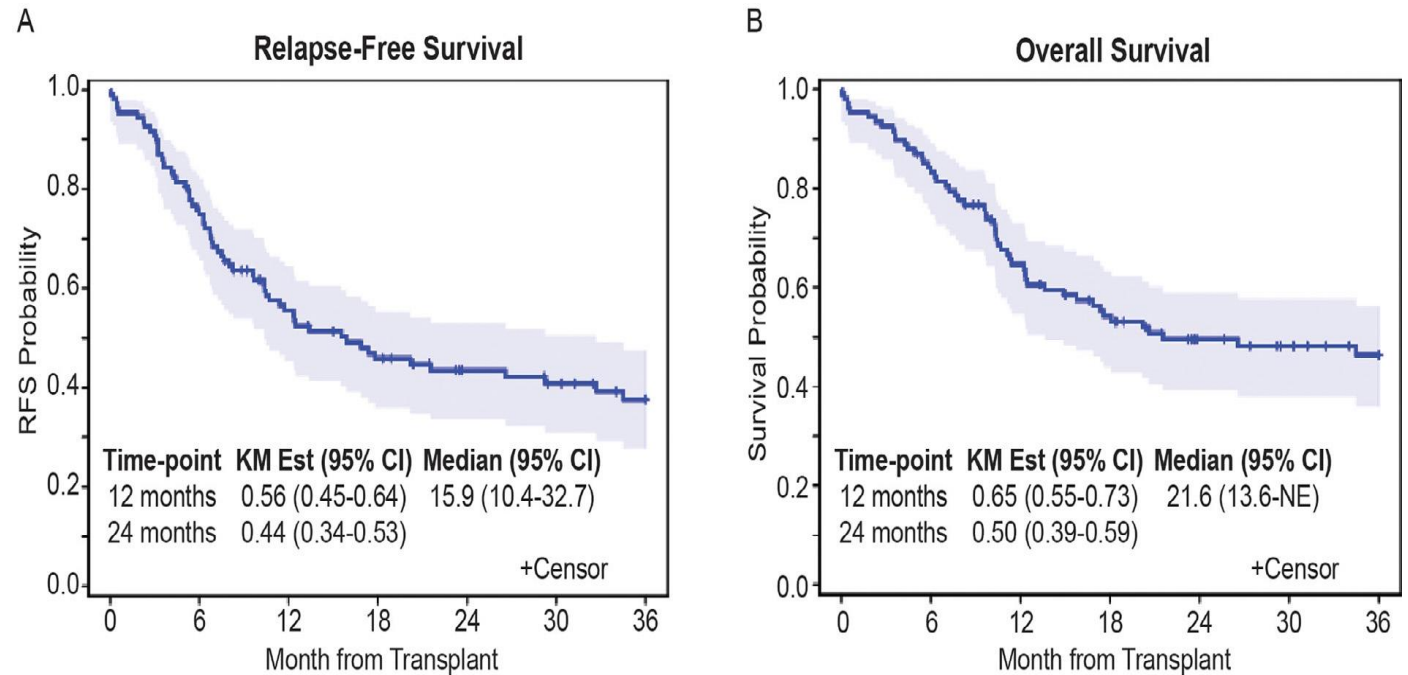 A
Relapse-Free Survival
RFS Probability
1.0
0.8
0.6
0.4
0.2
0.0
Time-point KM Est (95% CI) Median (95% CI)
12 months 0.56 (0.45-0.64) 15.9 (10.4-32.7)
24 months 0.44 (0.34-0.53)
+Censor
0 6 12 18 24 30 36
Month from Transplant
B
Overall Survival
Survival Probability
1.0
0.8
0.6
0.4
0.2
0.0
Time-point KM Est (95% CI) Median (95% CI)
12 months 0.65 (0.55-0.73) 21.6 (13.6-NE)
24 months 0.50 (0.39-0.59)
+Censor
0 6 12 18 24 30 36
Month from Transplant